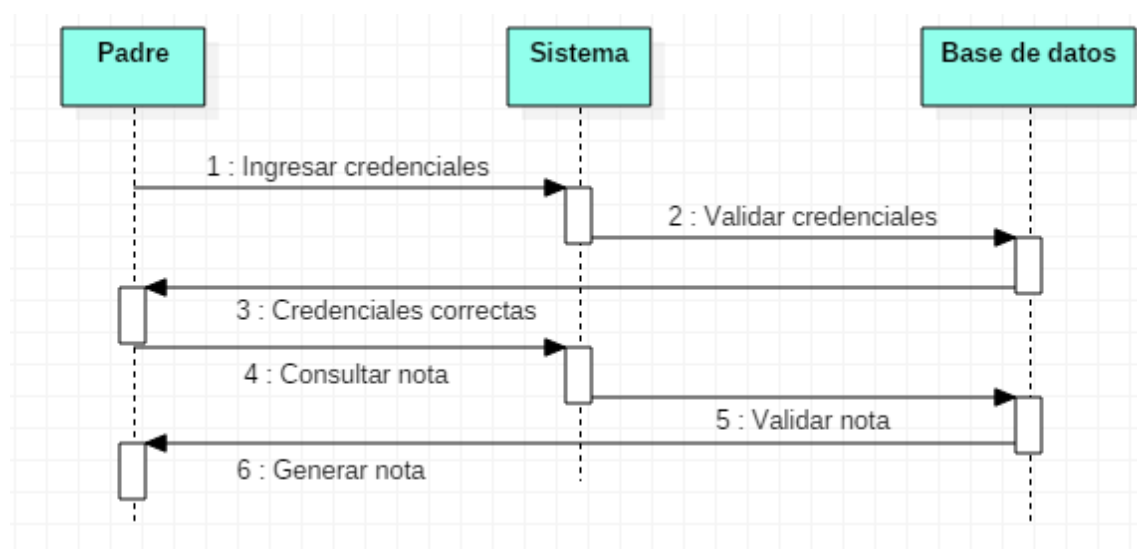 Padre
Sistema
Base de datos
1 : Ingresar credenciales
2 : Validar credenciales
3 : Credenciales correctas
4 : Consultar nota
5 : Validar nota
6 : Generar nota